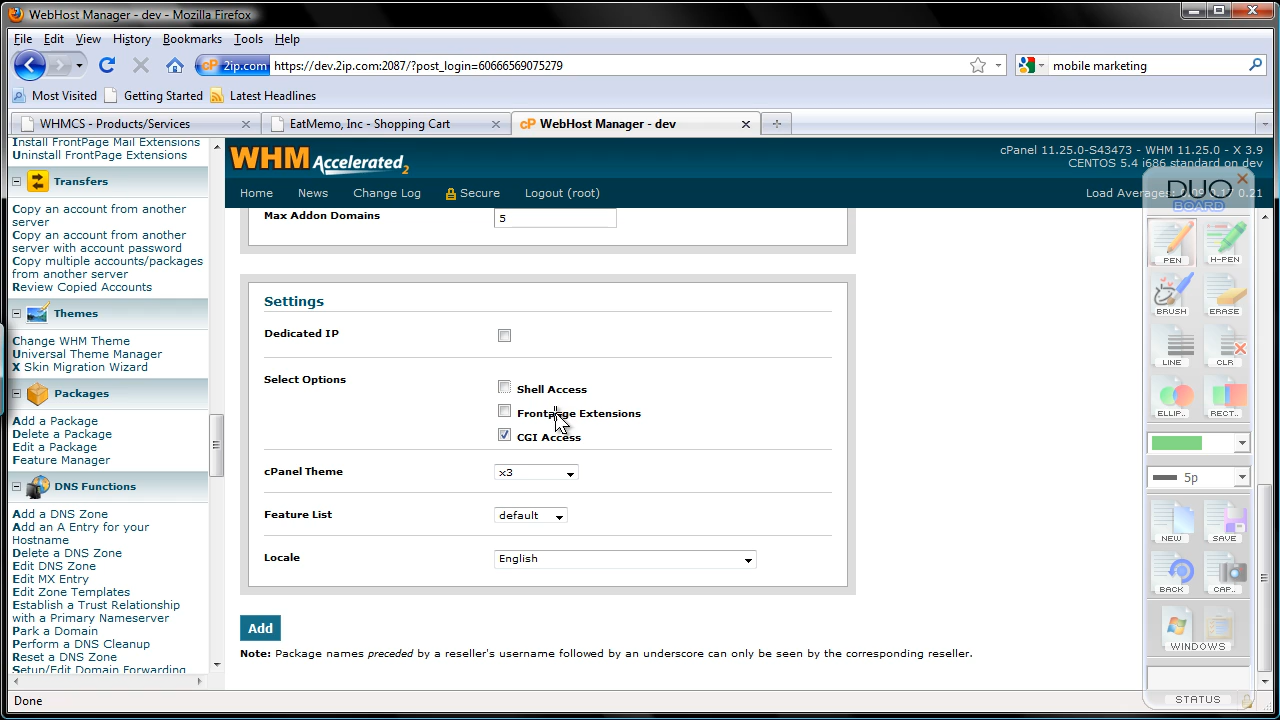 WebHost Manager - dev - Mozilla Firefox
File Edit View History Bookmarks Tools Help
cP 2ip.com https://dev.2ip.com:2087/?post_login=60666569075279
mobile marketing
Most Visited Getting Started Latest Headlines
WHMCS - Products/Services
EatMemo, Inc - Shopping Cart
cP WebHost Manager - dev
WHM Accelerated2
cPanel 11.25.0-S43473 - WHM 11.25.0 - X 3.9
CENTOS 5.4 i686 standard on dev
Home News Change Log Secure Logout (root)
Load Averages: 0.09 0.17 0.21
Install FrontPage Mail Extensions
Uninstall FrontPage Extensions
Transfers
Copy an account from another
server
Copy an account from another
server with account password
Copy multiple accounts/packages
from another server
Review Copied Accounts
Themes
Change WHM Theme
Universal Theme Manager
X Skin Migration Wizard
Packages
Add a Package
Delete a Package
Edit a Package
Feature Manager
DNS Functions
Add a DNS Zone
Add an A Entry for your
Hostname
Delete a DNS Zone
Edit DNS Zone
Edit MX Entry
Edit Zone Templates
Establish a Trust Relationship
with a Primary Nameserver
Park a Domain
Perform a DNS Cleanup
Reset a DNS Zone
Setup/Edit Domain Forwarding
Max Addon Domains 5
Settings
Dedicated IP
Select Options
Shell Access
Frontpage Extensions
CGI Access
cPanel Theme x3
Feature List default
Locale English
Add
Note: Package names preceded by a reseller's username followed by an underscore can only be seen by the corresponding reseller.
DUO
BOARD
PEN H-PEN
BRUSH ERASE
LINE CLR
ELLIP.. RECT..
5p
NEW SAVE
BACK CAP..
WINDOWS
STATUS
Done